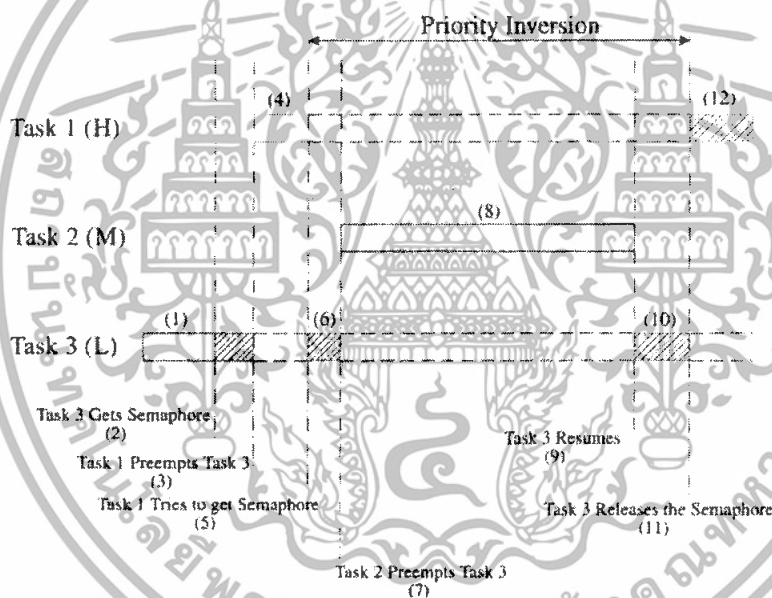 Priority Inversion
(4)
(12)
Task 1 (H)
(8)
Task 2 (M)
(1)
(6)
(10)
Task 3 (L)
Task 3 Gets Semaphore
(2)
Task 3 Resumes
(9)
Task 1 Preempts Task 3
(3)
Task 1 Tries to get Semaphore
(5)
Task 3 Releases the Semaphore
(11)
Task 2 Preempts Task 3
(7)